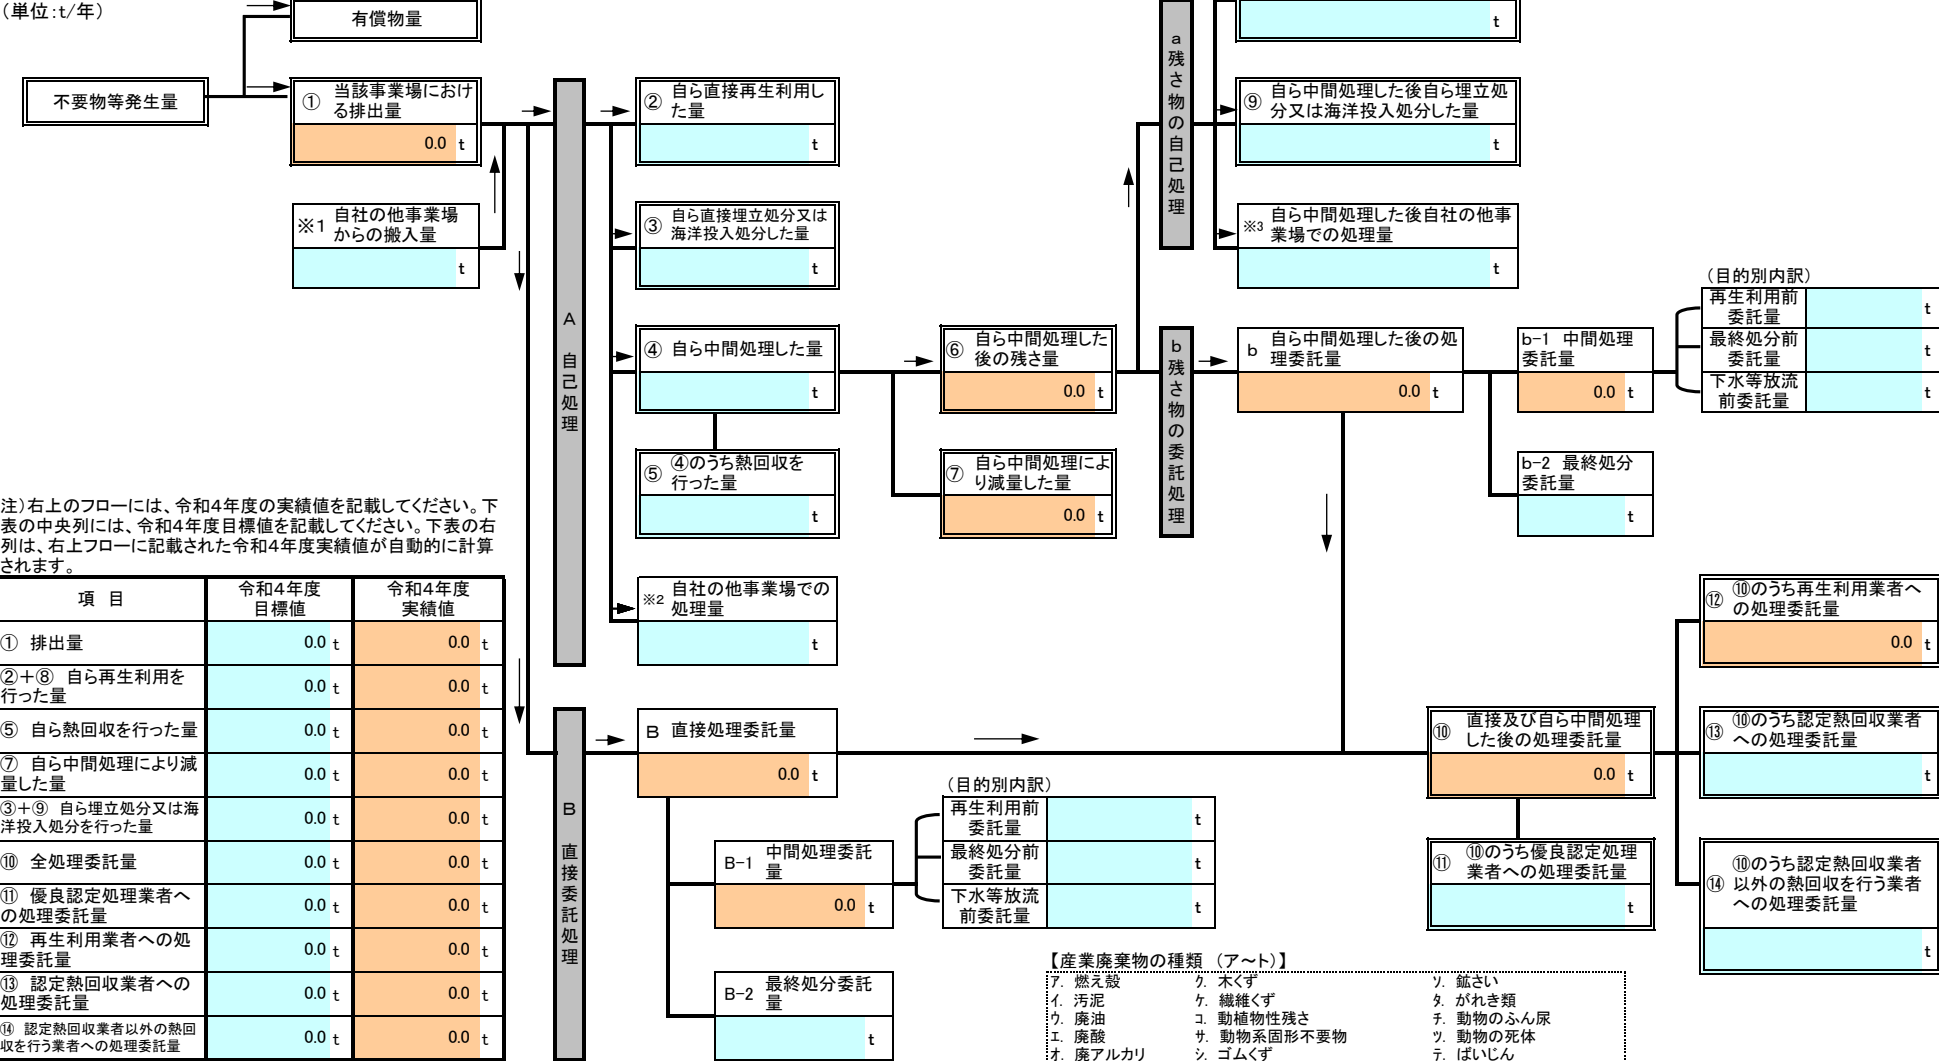 (単位:t/年)
有償物量
不要物等発生量
① 当該事業場におけ
る排出量
0.0 t
※1 自社の他事業場
からの搬入量
t
A 自己処理
② 自ら直接再生利用し
た量
t
③ 自ら直接埋立処分又は
海洋投入処分した量
t
④ 自ら中間処理した量
t
⑤ ④のうち熱回収を
行った量
t
※2 自社の他事業場での
処理量
t
⑥ 自ら中間処理した
後の残さ量
0.0 t
⑦ 自ら中間処理によ
り減量した量
0.0 t
a 残さ物の自己処理
t
⑨ 自ら中間処理した後自ら埋立処
分又は海洋投入処分した量
t
※3 自ら中間処理した後自社の他事
業場での処理量
t
b 残さ物の委託処理
b 自ら中間処理した後の処
理委託量
0.0 t
b-1 中間処理
委託量
0.0 t
b-2 最終処分
委託量
t
(目的別内訳)
再生利用前
委託量
t
最終処分前
委託量
t
下水等放流
前委託量
t
注)右上のフローには、令和4年度の実績値を記載してください。下
表の中央列には、令和4年度目標値を記載してください。下表の右
列は、右上フローに記載された令和4年度実績値が自動的に計算
されます。
項 目 令和4年度
目標値 令和4年度
実績値
① 排出量 0.0 t 0.0 t
②+⑧ 自ら再生利用を
行った量 0.0 t 0.0 t
⑤ 自ら熱回収を行った量 0.0 t 0.0 t
⑦ 自ら中間処理により減
量した量 0.0 t 0.0 t
③+⑨ 自ら埋立処分又は海
洋投入処分を行った量 0.0 t 0.0 t
⑩ 全処理委託量 0.0 t 0.0 t
⑪ 優良認定処理業者へ
の処理委託量 0.0 t 0.0 t
⑫ 再生利用業者への処
理委託量 0.0 t 0.0 t
⑬ 認定熱回収業者への
処理委託量 0.0 t 0.0 t
⑭ 認定熱回収業者以外の熱回
収を行う業者への処理委託量 0.0 t 0.0 t
B 直接委託処理
B 直接処理委託量
0.0 t
B-1 中間処理委託
量
0.0 t
B-2 最終処分委託
量
t
(目的別内訳)
再生利用前
委託量
t
最終処分前
委託量
t
下水等放流
前委託量
t
⑩ 直接及び自ら中間処理
した後の処理委託量
0.0 t
⑪ ⑩のうち優良認定処理
業者への処理委託量
t
⑫ ⑩のうち再生利用業者へ
の処理委託量
0.0 t
⑬ ⑩のうち認定熱回収業者
への処理委託量
t
⑭ ⑩のうち認定熱回収業者
以外の熱回収を行う業者
への処理委託量
t
【産業廃棄物の種類 (ア~ト)】
ア. 燃え殻 ク. 木くず ソ. 鉱さい
イ. 汚泥 ケ. 繊維くず タ. がれき類
ウ. 廃油 コ. 動植物性残さ チ. 動物のふん尿
エ. 廃酸 サ. 動物系固形不要物 ツ. 動物の死体
オ. 廃アルカリ シ. ゴムくず テ. ばいじん